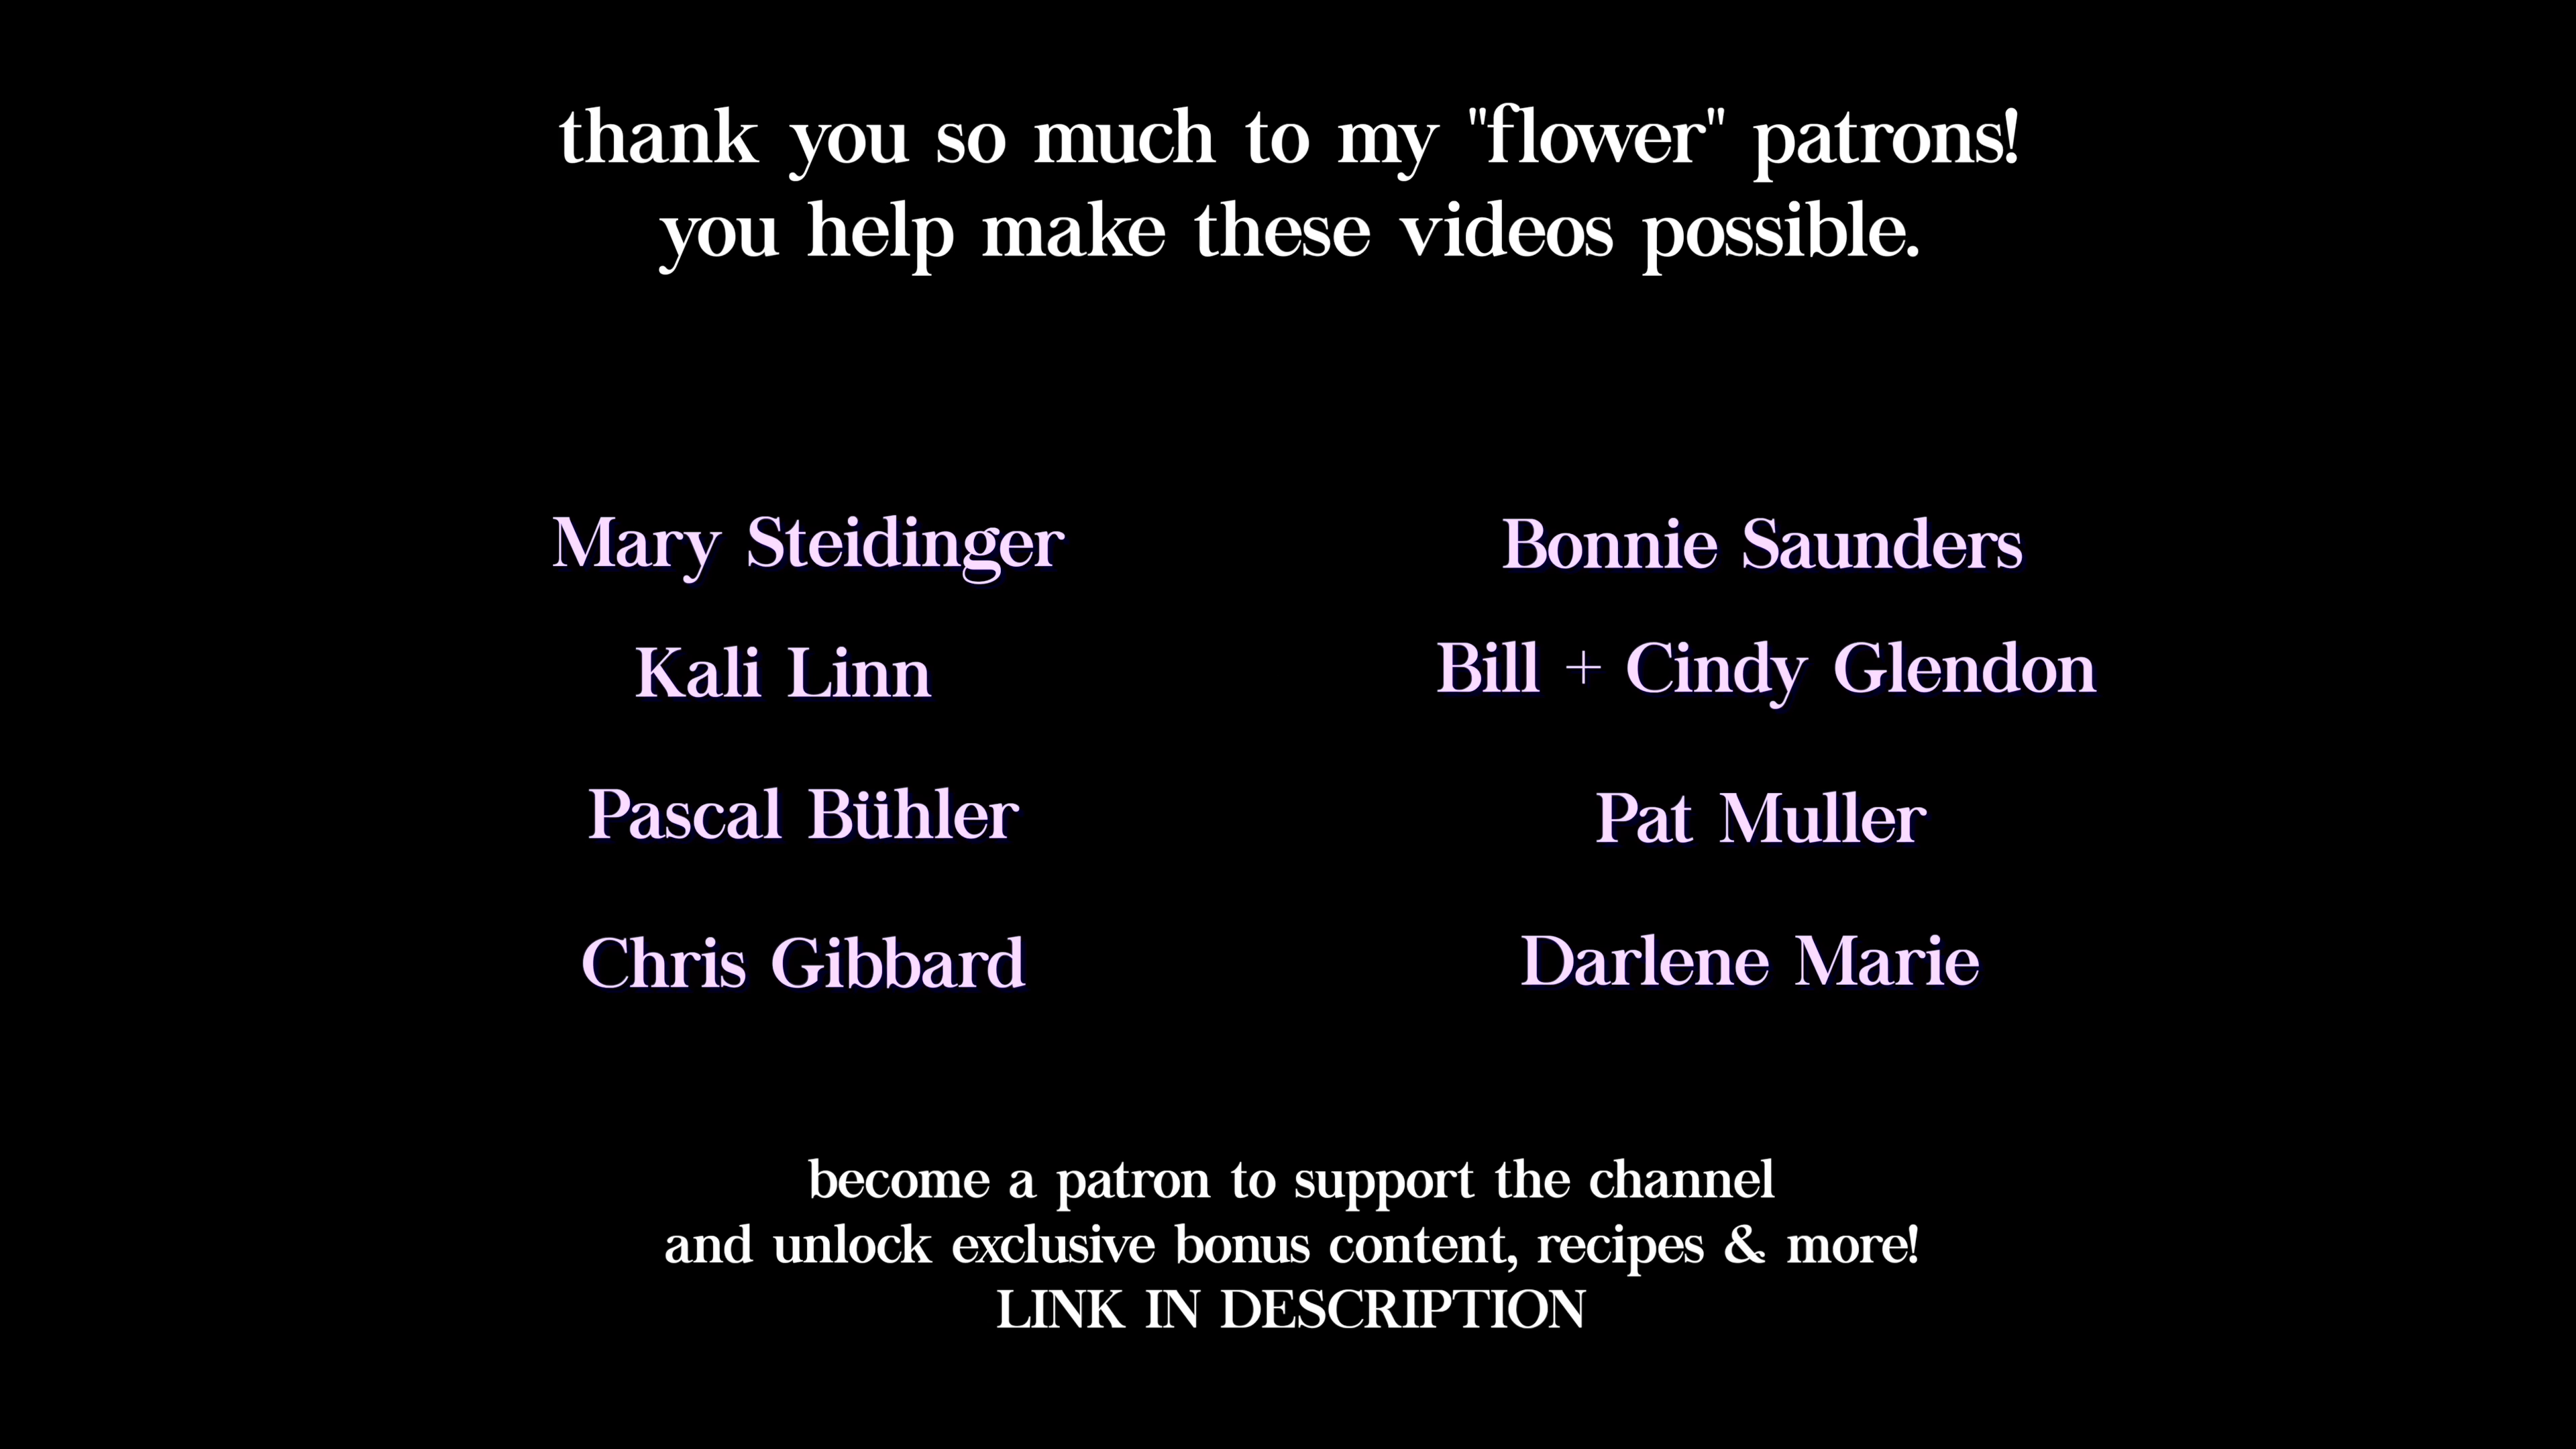 thank you so much to my "flower" patrons!
you help make these videos possible.
Mary Steidinger
Kali Linn
Pascal Bühler
Chris Gibbard
Bonnie Saunders
Bill + Cindy Glendon
Pat Muller
Darlene Marie
become a patron to support the channel
and unlock exclusive bonus content, recipes & more!
LINK IN DESCRIPTION